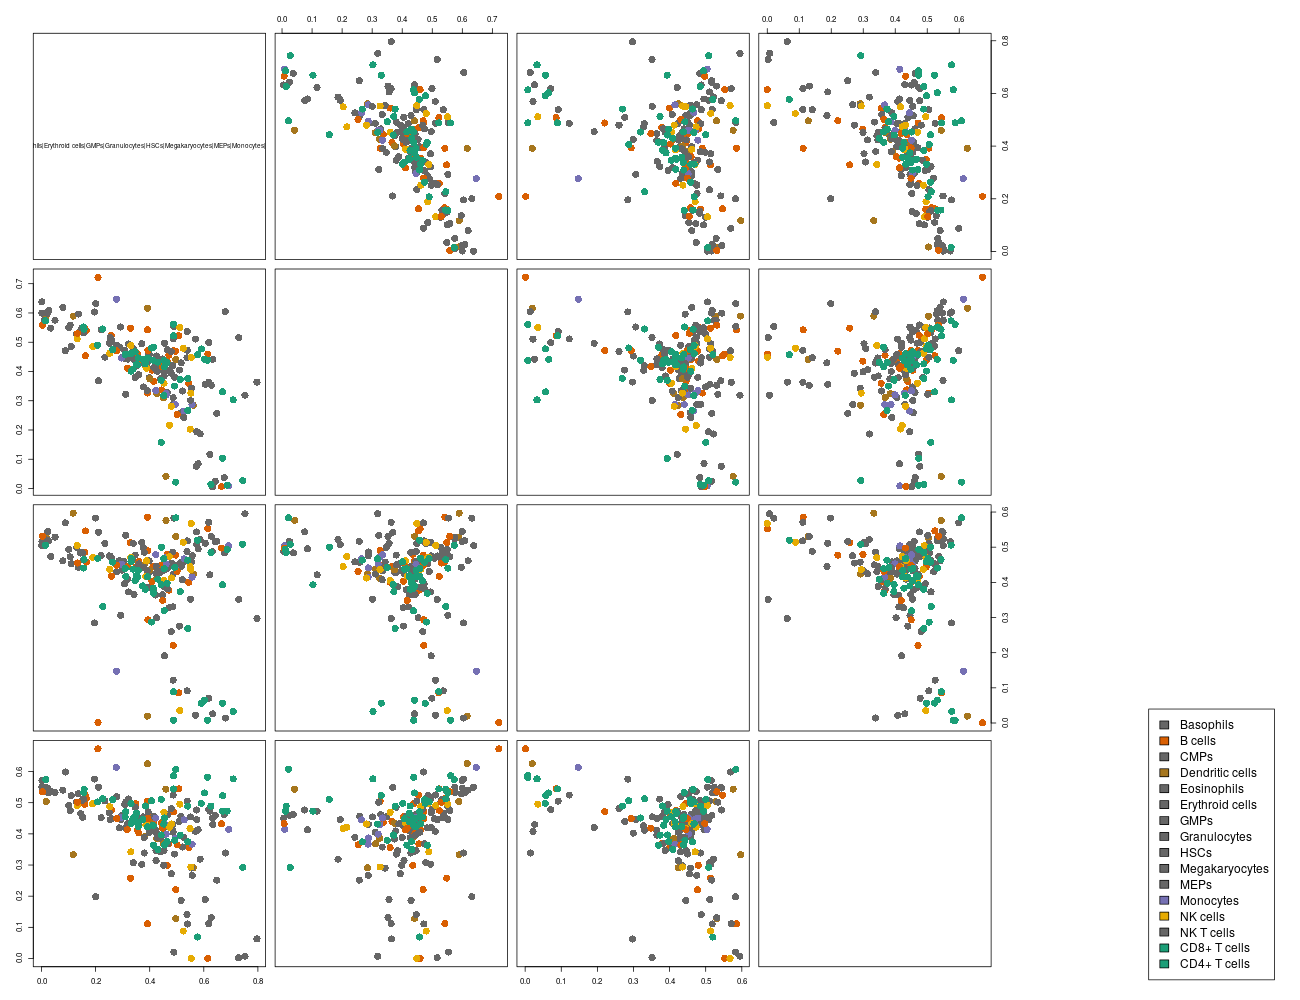 0.0 0.1 0.2 0.3 0.4 0.5 0.6 0.7
0.0 0.1 0.2 0.3 0.4 0.5 0.6
0.0 0.2 0.4 0.6 0.8
hils|Erythroid cells|GMPs|Granulocytes|HSCs|Megakaryocytes|MEPs|Monocytes|
0.0 0.1 0.2 0.3 0.4 0.5 0.6 0.7
0.0 0.1 0.2 0.3 0.4 0.5 0.6
0.0 0.1 0.2 0.3 0.4 0.5 0.6
0.0 0.2 0.4 0.6 0.8
0.0 0.1 0.2 0.3 0.4 0.5 0.6
Basophils
B cells
CMPs
Dendritic cells
Eosinophils
Erythroid cells
GMPs
Granulocytes
HSCs
Megakaryocytes
MEPs
Monocytes
NK cells
NK T cells
CD8+ T cells
CD4+ T cells